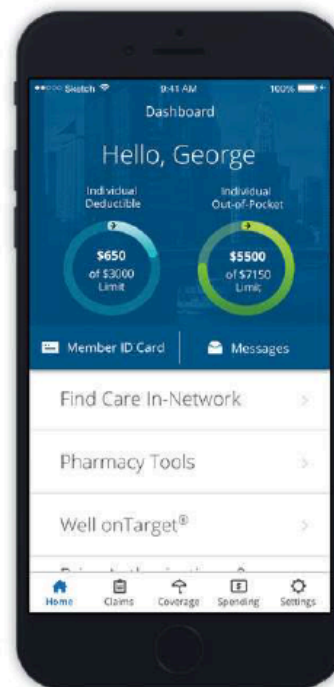 Sketch 9:41 AM 100%
Dashboard
Hello, George
Individual
Deductible
Individual
Out-of-Pocket
$650
of $3000
Limit
$5500
of $7150
Limit
Member ID Card
Messages
Find Care In-Network
Pharmacy Tools
Well onTarget®
Home Claims Coverage Spending Settings